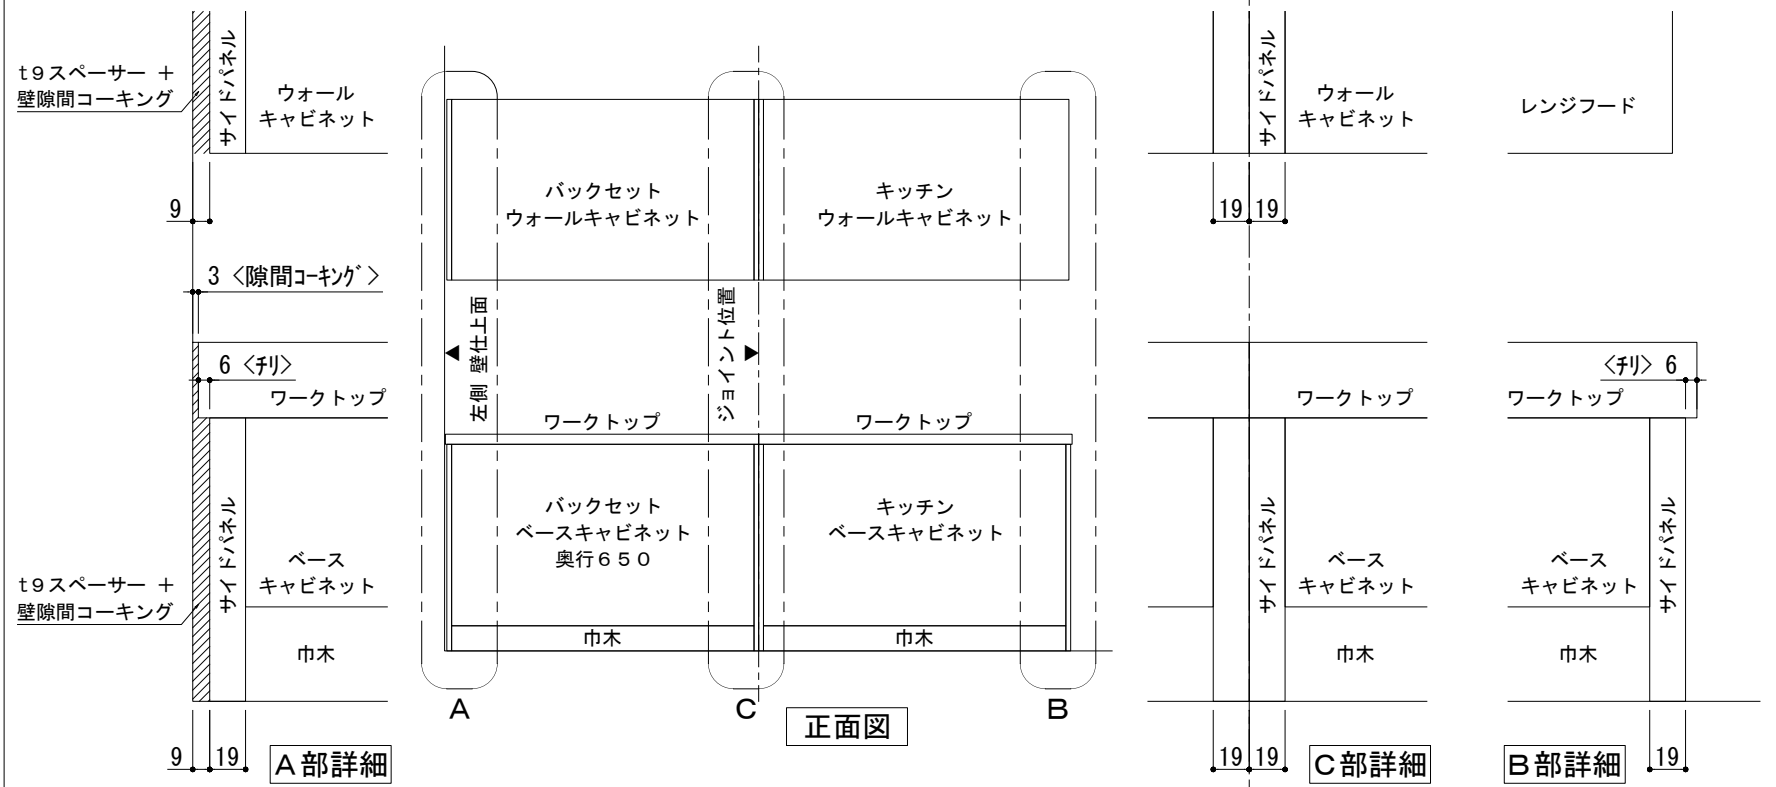 t9スペーサー ＋
壁隙間コーキング
サイドパネル
ウォール
キャビネット
9
3 <隙間ｺｰｷﾝｸﾞ>
6 <ﾁﾘ>
ワークトップ
t9スペーサー ＋
壁隙間コーキング
サイドパネル
ベース
キャビネット
巾木
9
19
Ａ部詳細
バックセット
ウォールキャビネット
キッチン
ウォールキャビネット
左側 壁仕上面
ジョイント位置
ワークトップ
ワークトップ
バックセット
ベースキャビネット
奥行６５０
キッチン
ベースキャビネット
巾木
巾木
A
C
B
正面図
サイドパネル
ウォール
キャビネット
19
19
ワークトップ
サイドパネル
ベース
キャビネット
巾木
19
19
Ｃ部詳細
レンジフード
<ﾁﾘ> 6
ワークトップ
ベース
キャビネット
サイドパネル
巾木
Ｂ部詳細
19